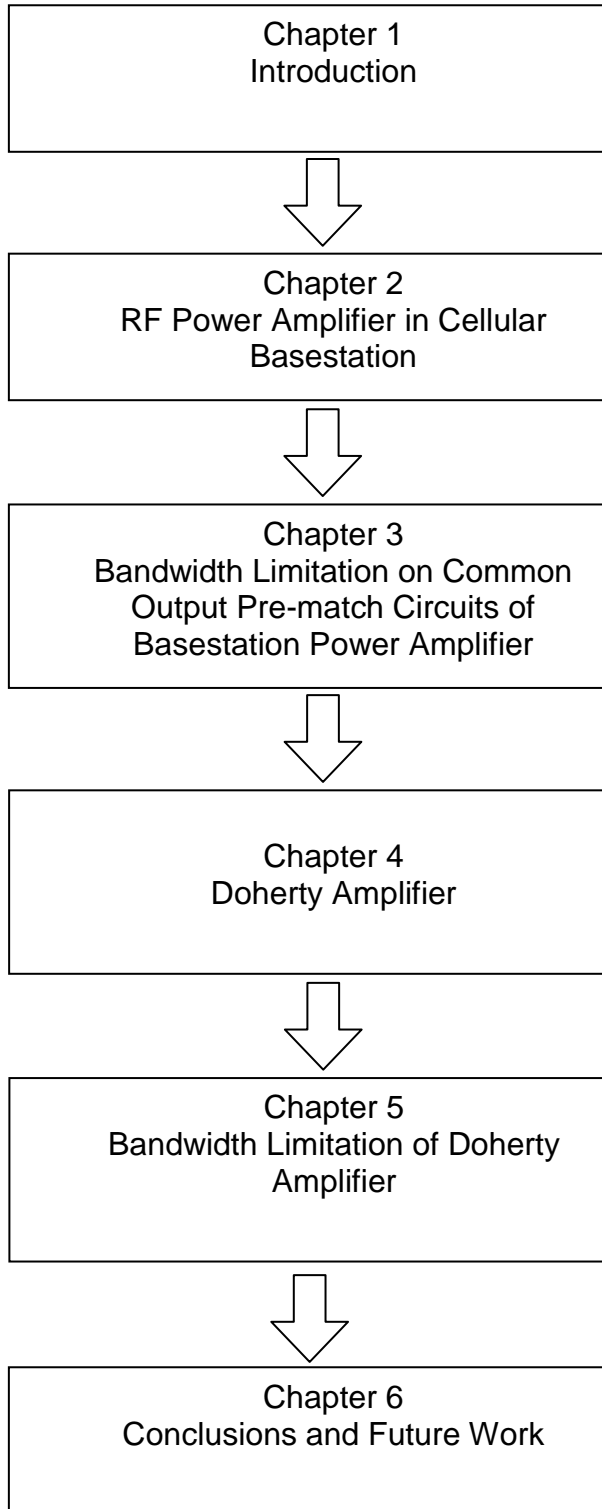 Chapter 1
Introduction
Chapter 2
RF Power Amplifier in Cellular
Basestation
Chapter 3
Bandwidth Limitation on Common
Output Pre-match Circuits of
Basestation Power Amplifier
Chapter 4
Doherty Amplifier
Chapter 5
Bandwidth Limitation of Doherty
Amplifier
Chapter 6
Conclusions and Future Work